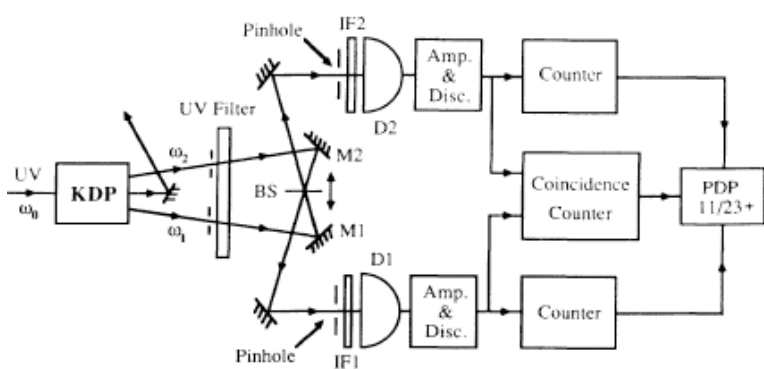 Pinhole
IF2
D2
Amp.
&
Disc.
Counter
UV Filter
UV
ω0
KDP
ω2
ω1
BS
M2
M1
Coincidence
Counter
PDP
11/23+
D1
Pinhole
IF1
Amp.
&
Disc.
Counter